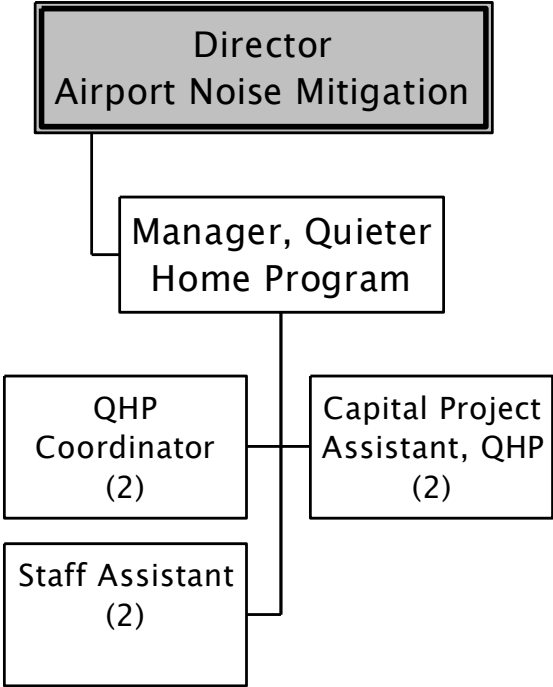 Director
Airport Noise Mitigation
Manager, Quieter
Home Program
QHP
Coordinator
(2)
Capital Project
Assistant, QHP
(2)
Staff Assistant
(2)